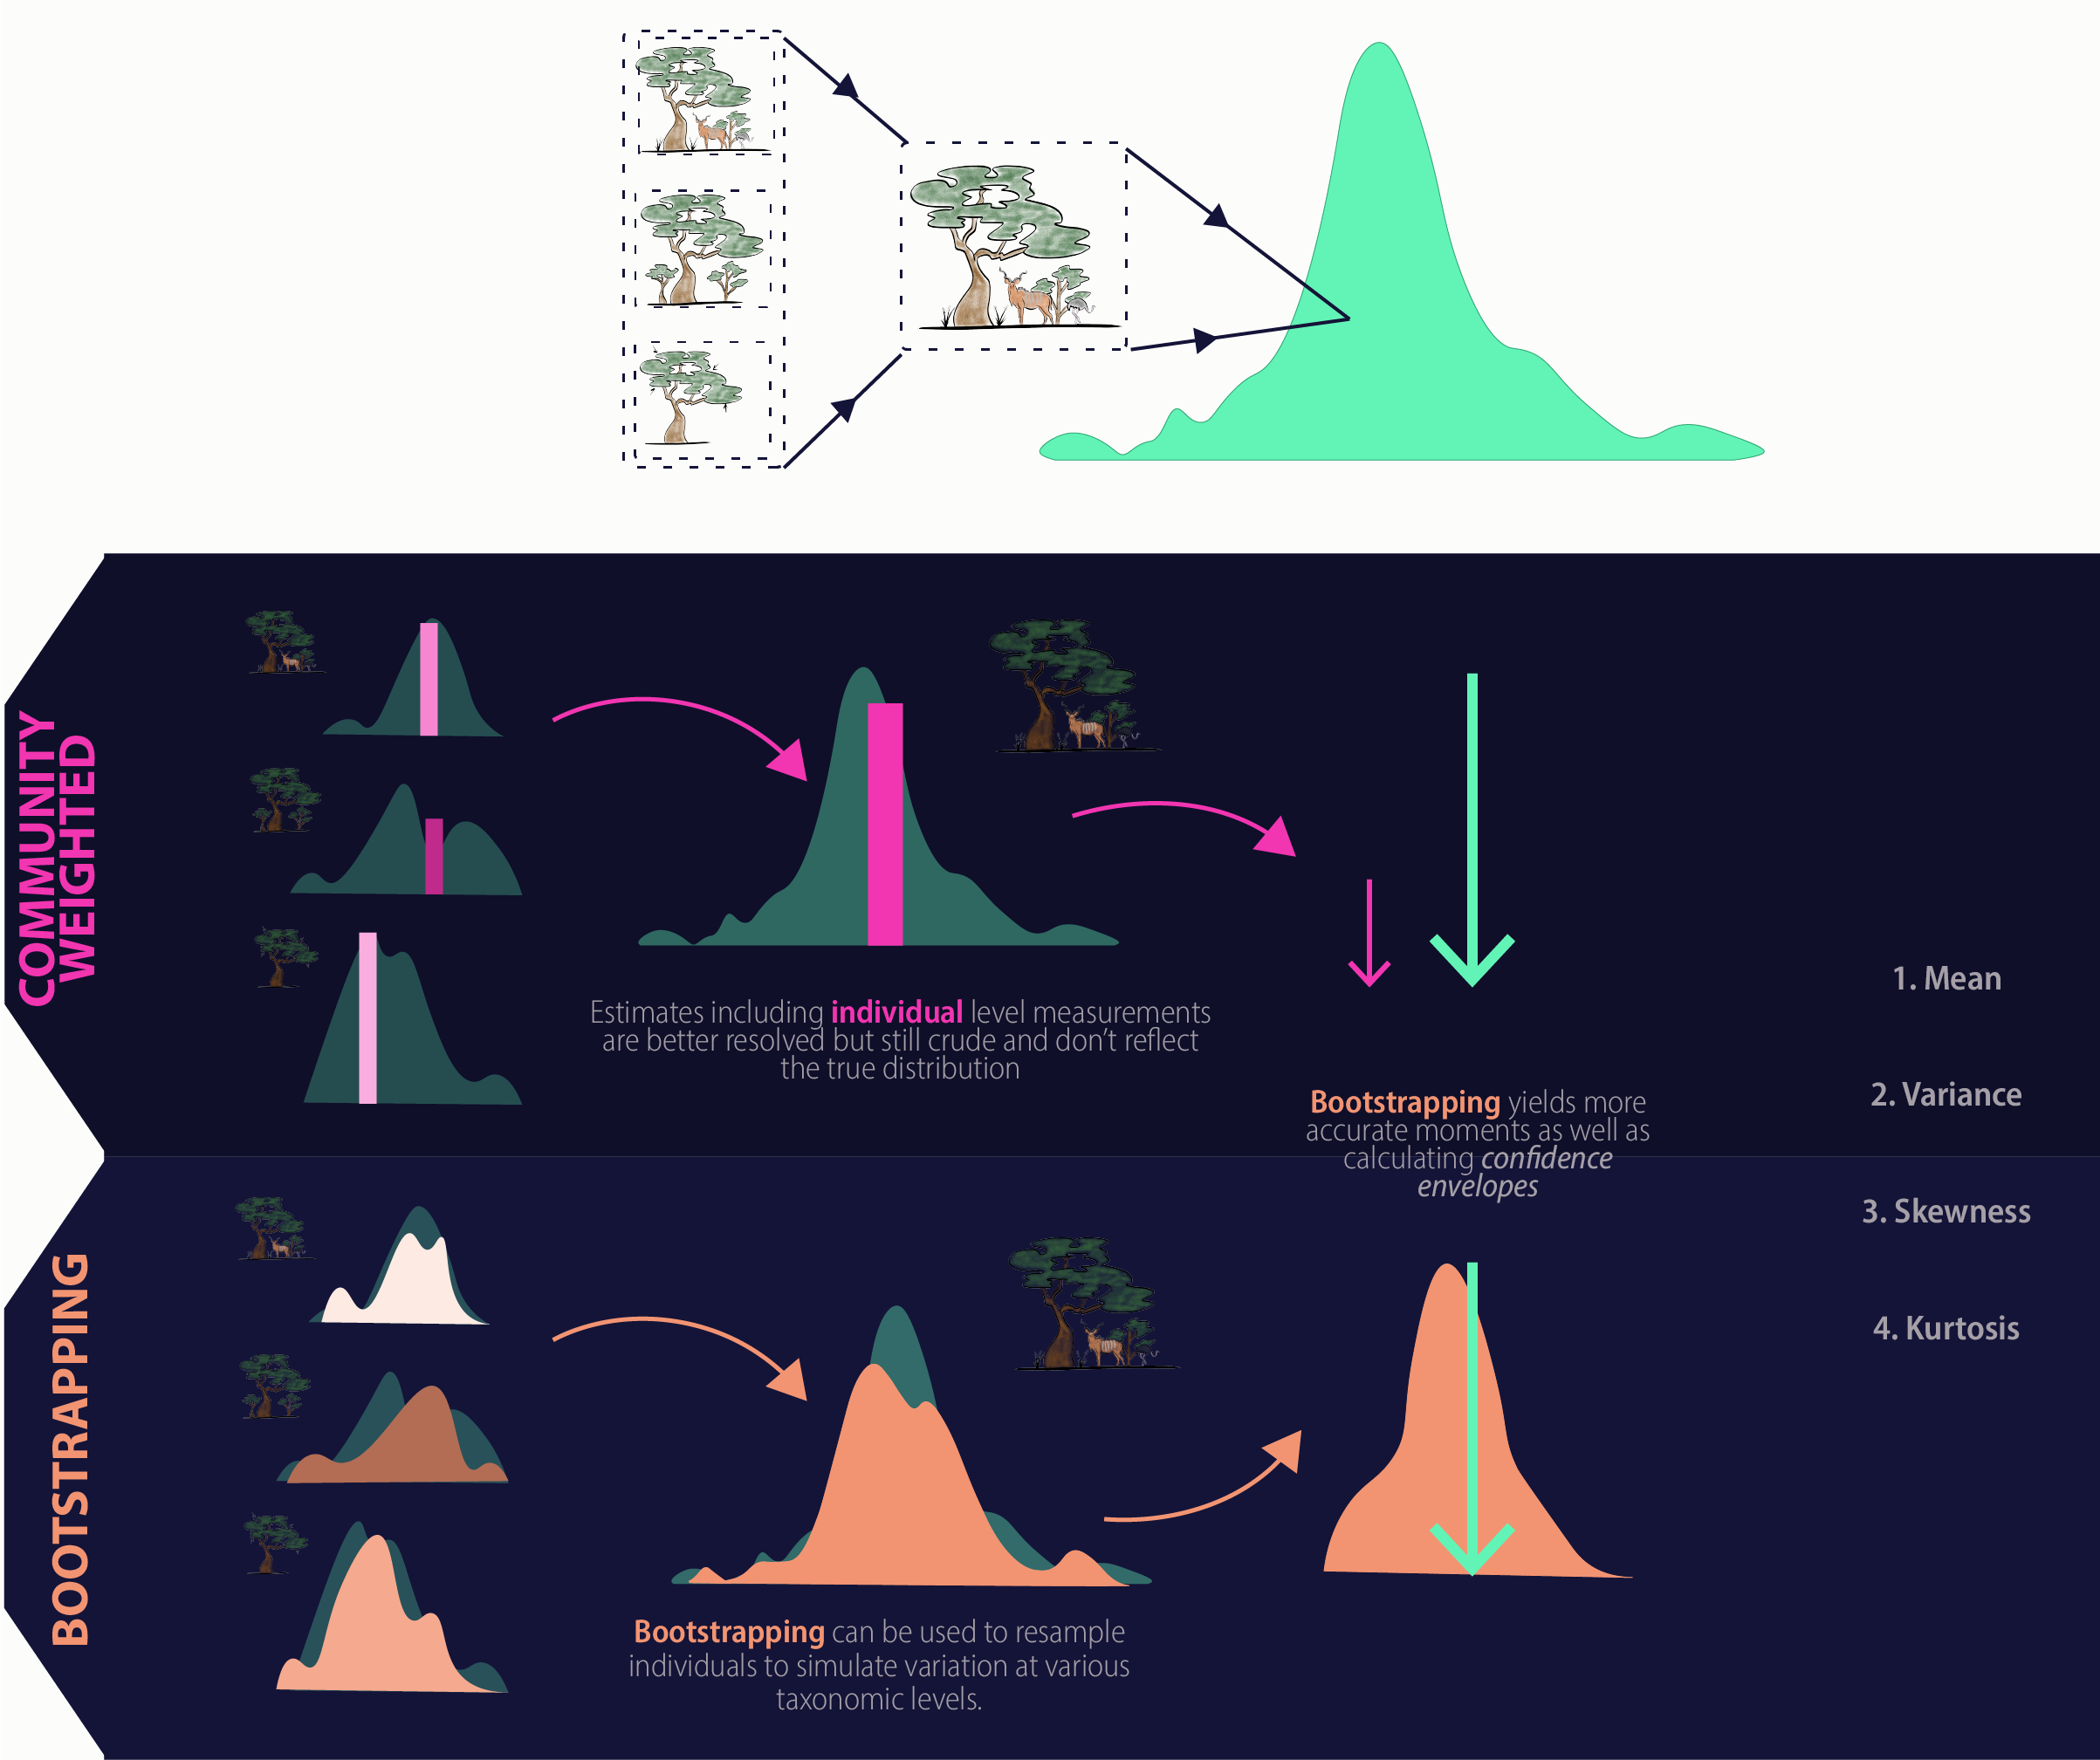 COMMUNITY
WEIGHTED
Estimates including individual level measurements
are better resolved but still crude and don’t reflect
the true distribution
Bootstrapping yields more
accurate moments as well as
calculating confidence
envelopes
1. Mean
2. Variance
3. Skewness
4. Kurtosis
BOOTSTRAPPING
Bootstrapping can be used to resample
individuals to simulate variation at various
taxonomic levels.